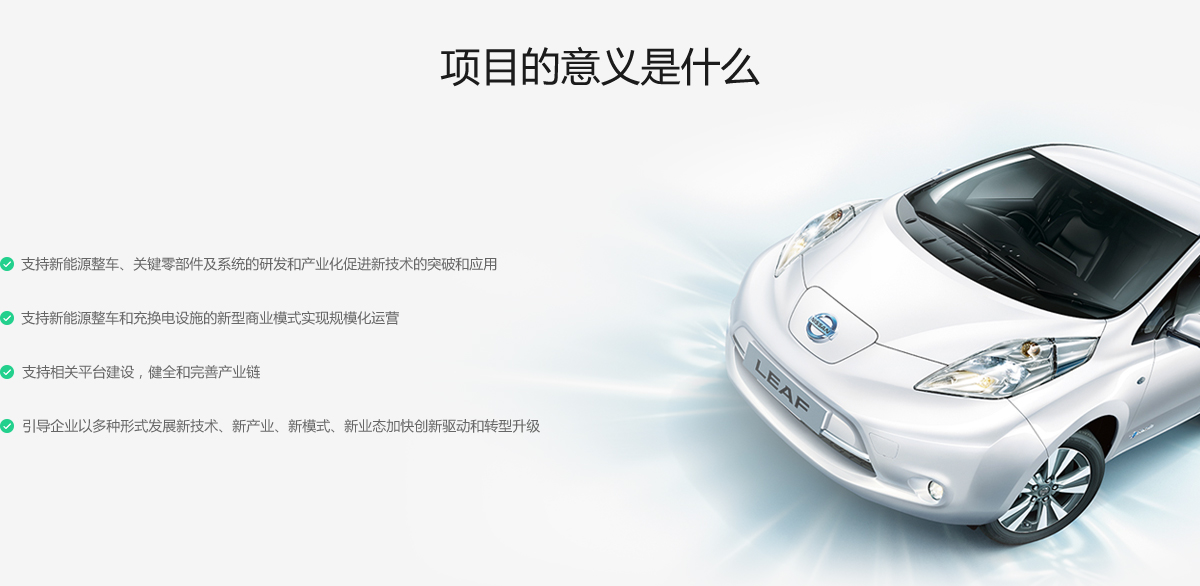 项目的意义是什么
支持新能源整车、关键零部件及系统的研发和产业化促进新技术的突破和应用
支持新能源整车和充换电设施的新型商业模式实现规模化运营
支持相关平台建设，健全和完善产业链
引导企业以多种形式发展新技术、新产业、新模式、新业态加快创新驱动和转型升级
NISSAN
LEAF